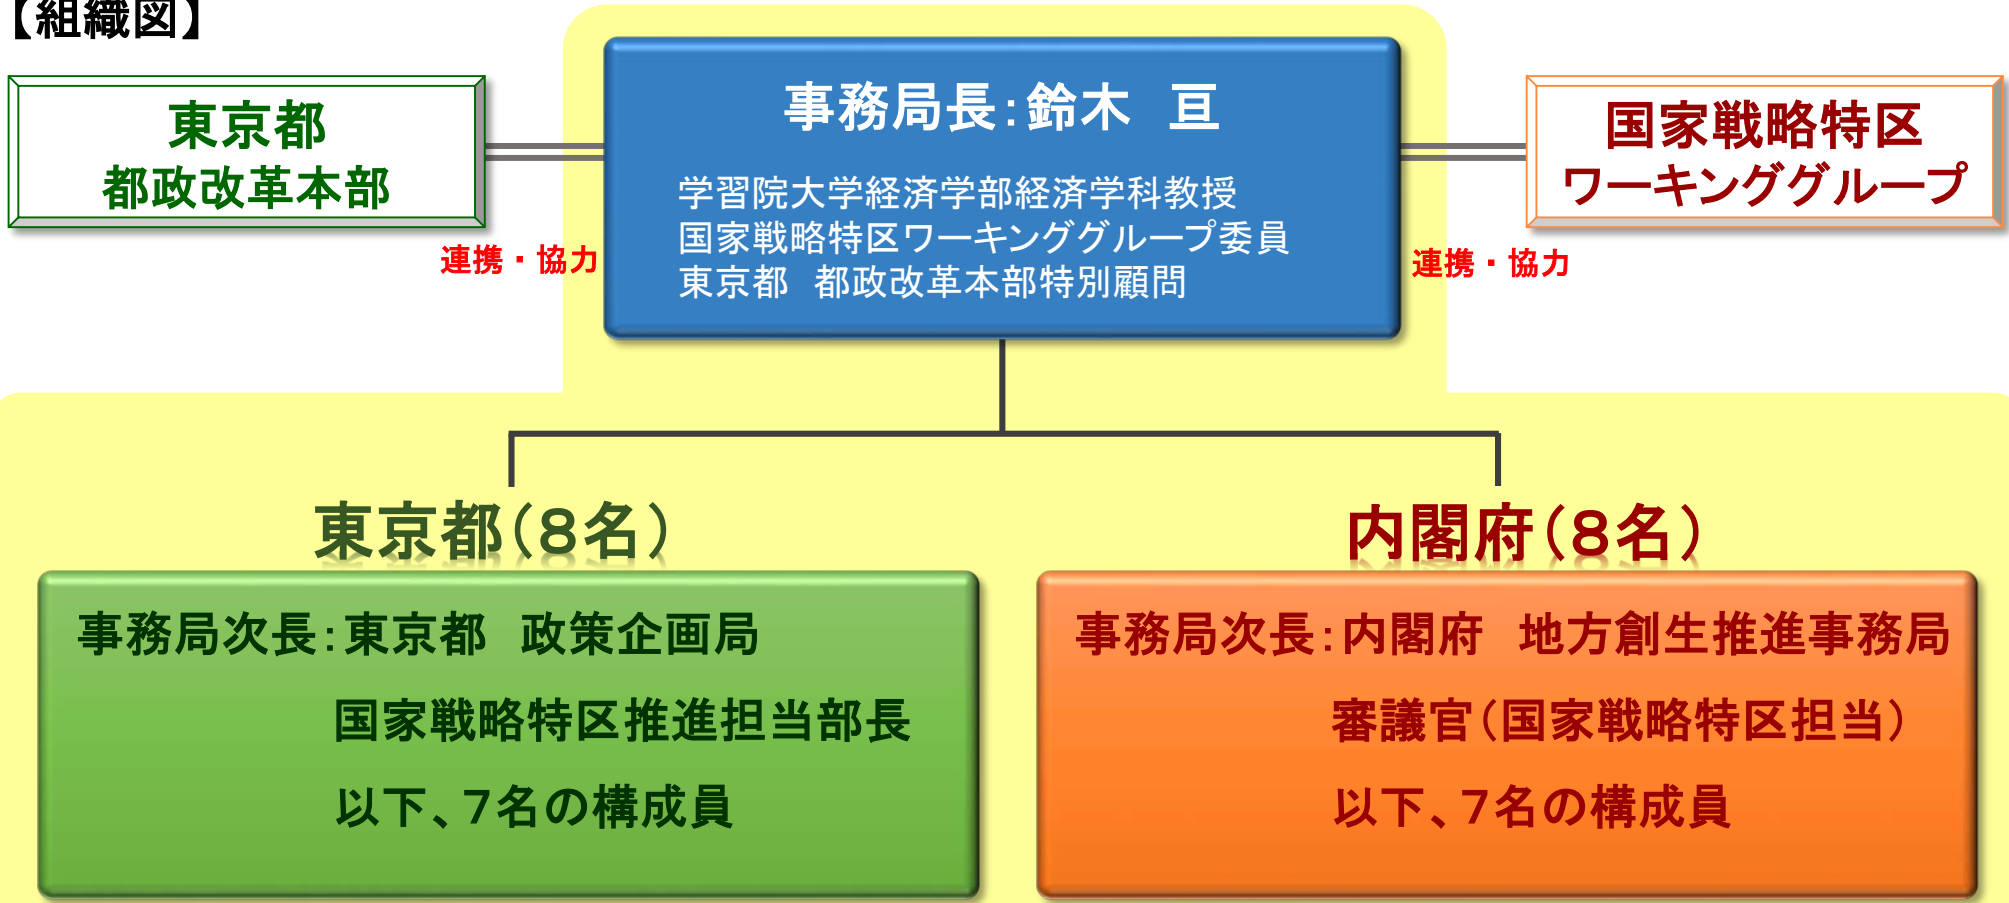 【組織図】
東京都
都政改革本部
連携・協力
事務局長：鈴木　亘
学習院大学経済学部経済学科教授
国家戦略特区ワーキンググループ委員
東京都　都政改革本部特別顧問
国家戦略特区
ワーキンググループ
連携・協力
東京都（８名）
事務局次長：東京都　政策企画局
国家戦略特区推進担当部長
以下、７名の構成員
内閣府（８名）
事務局次長：内閣府　地方創生推進事務局
審議官（国家戦略特区担当）
以下、７名の構成員